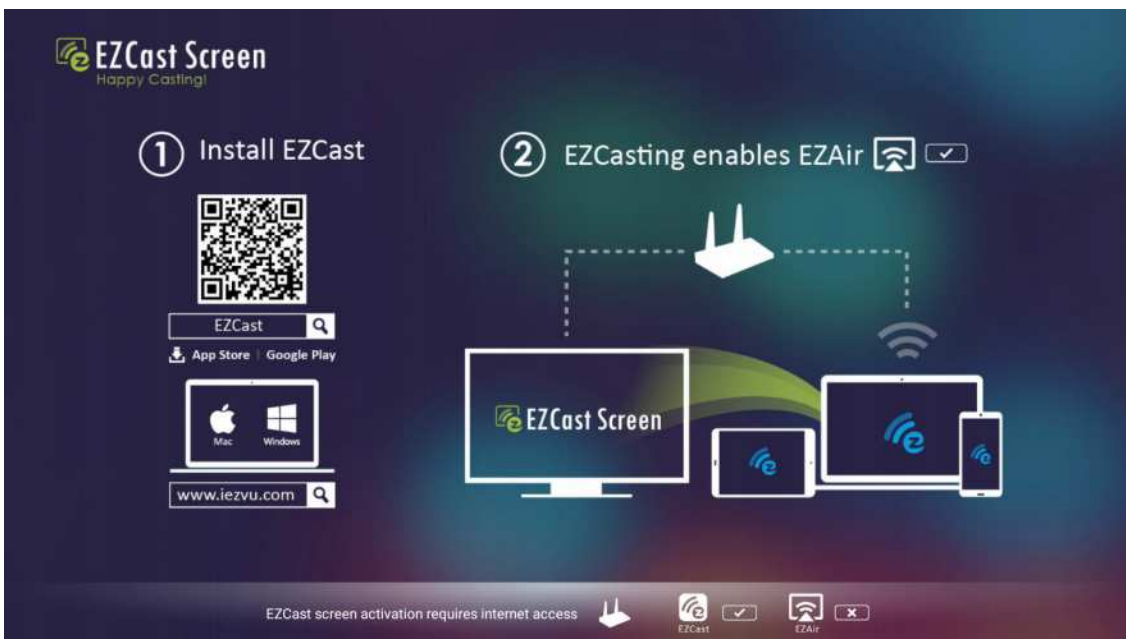 EZCast Screen
Happy Casting!
1 Install EZCast
EZCast
App Store | Google Play
Mac Windows
www.iezvu.com
2 EZCasting enables EZAir
EZCast Screen
EZCast screen activation requires internet access
EZCast
EZAir